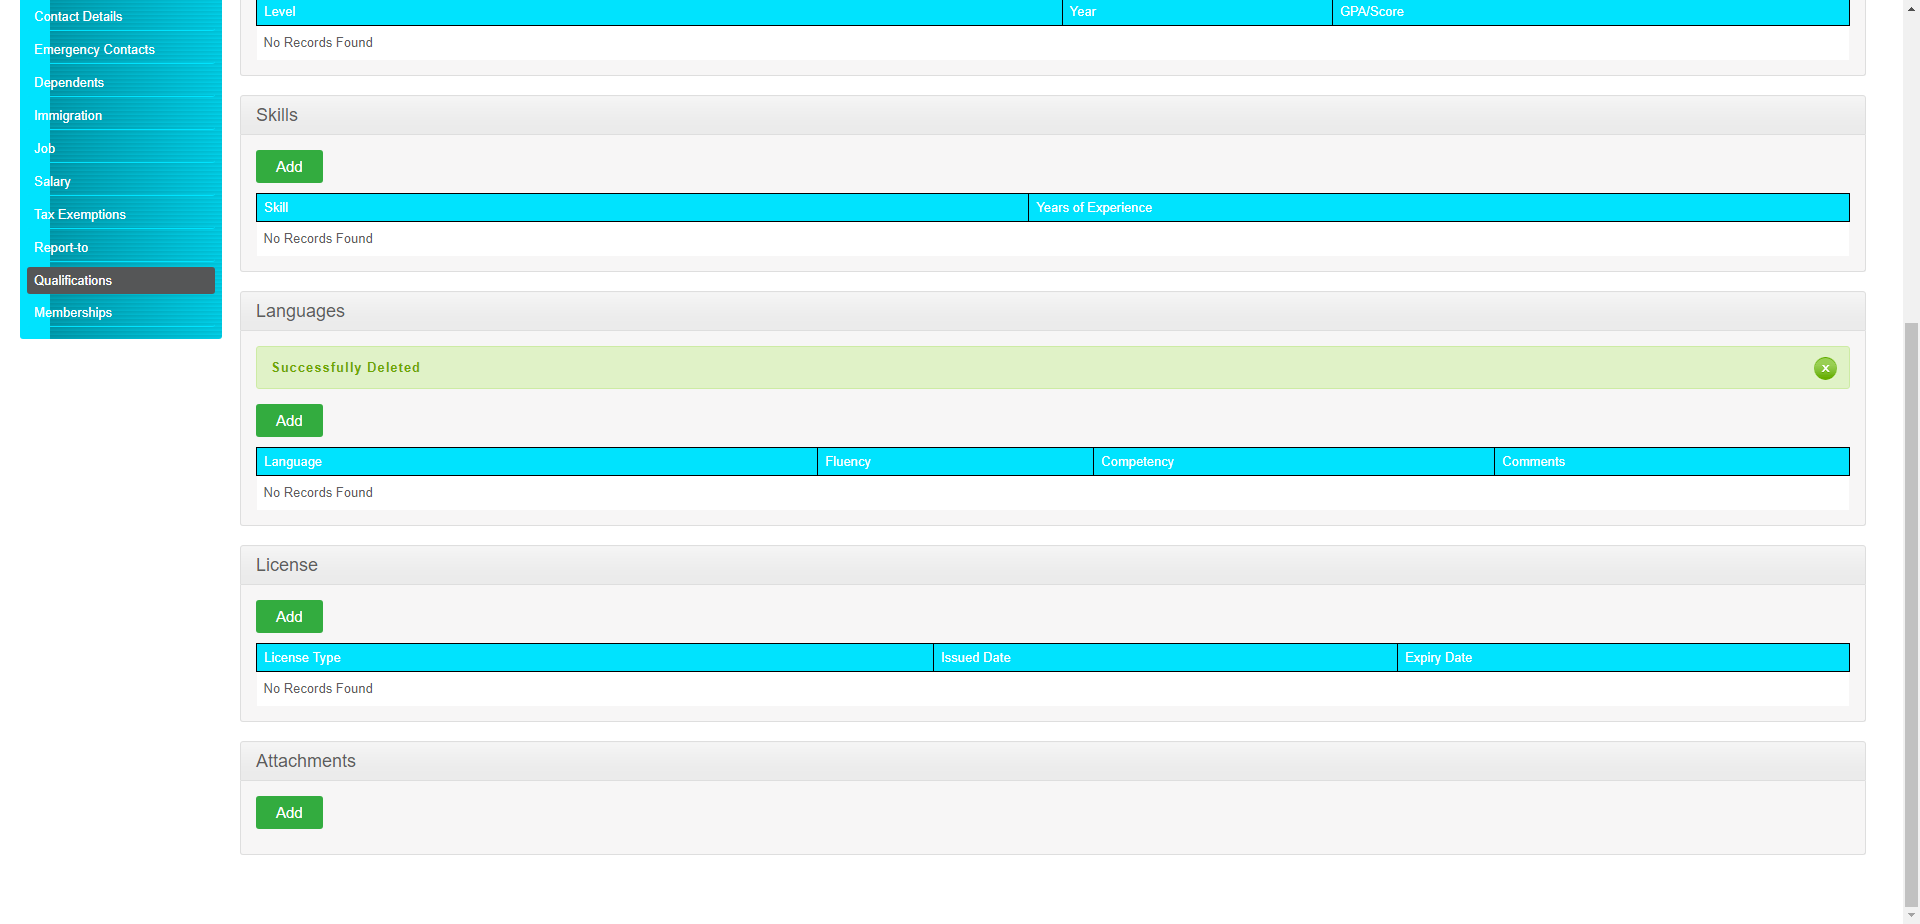 Contact Details
Emergency Contacts
Dependents
Immigration
Job
Salary
Tax Exemptions
Report-to
Qualifications
Memberships
Level Year GPA/Score
No Records Found
Skills
Add
Skill Years of Experience
No Records Found
Languages
Successfully Deleted
x
Add
Language Fluency Competency Comments
No Records Found
License
Add
License Type Issued Date Expiry Date
No Records Found
Attachments
Add